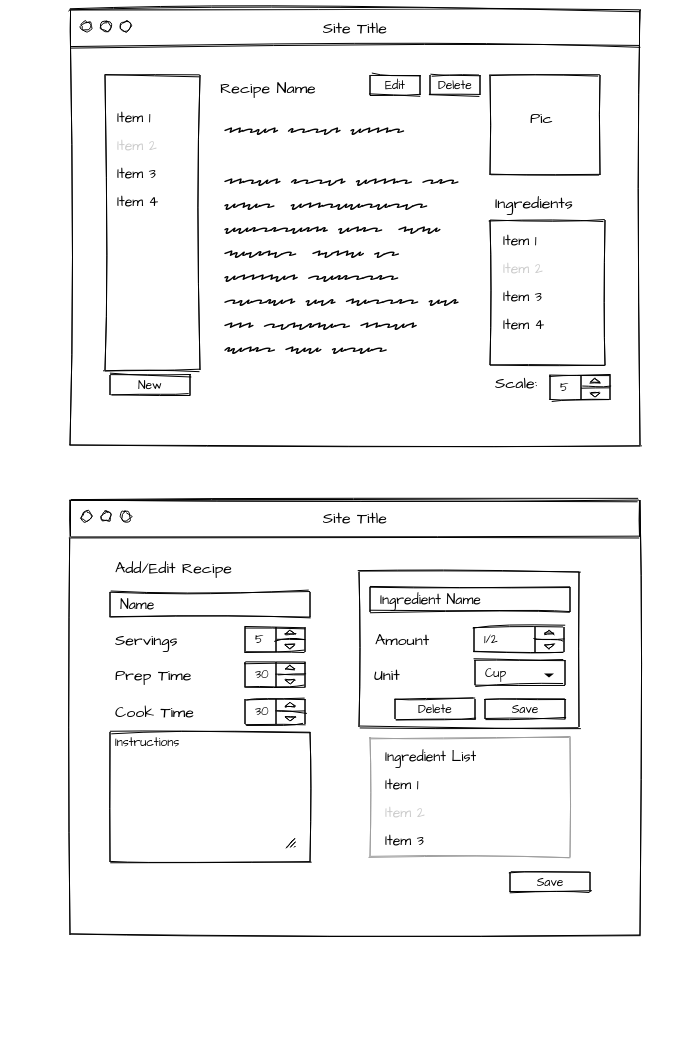 Site Title
Item 1
Item 2
Item 3
Item 4
New
Recipe Name
Edit
Delete
Pic
Ingredients
Item 1
Item 2
Item 3
Item 4
Scale:
5
Site Title
Add/Edit Recipe
Name
Servings
5
Prep Time
30
Cook Time
30
Instructions
Ingredient Name
Amount
1/2
Unit
Cup
Delete
Save
Ingredient List
Item 1
Item 2
Item 3
Save